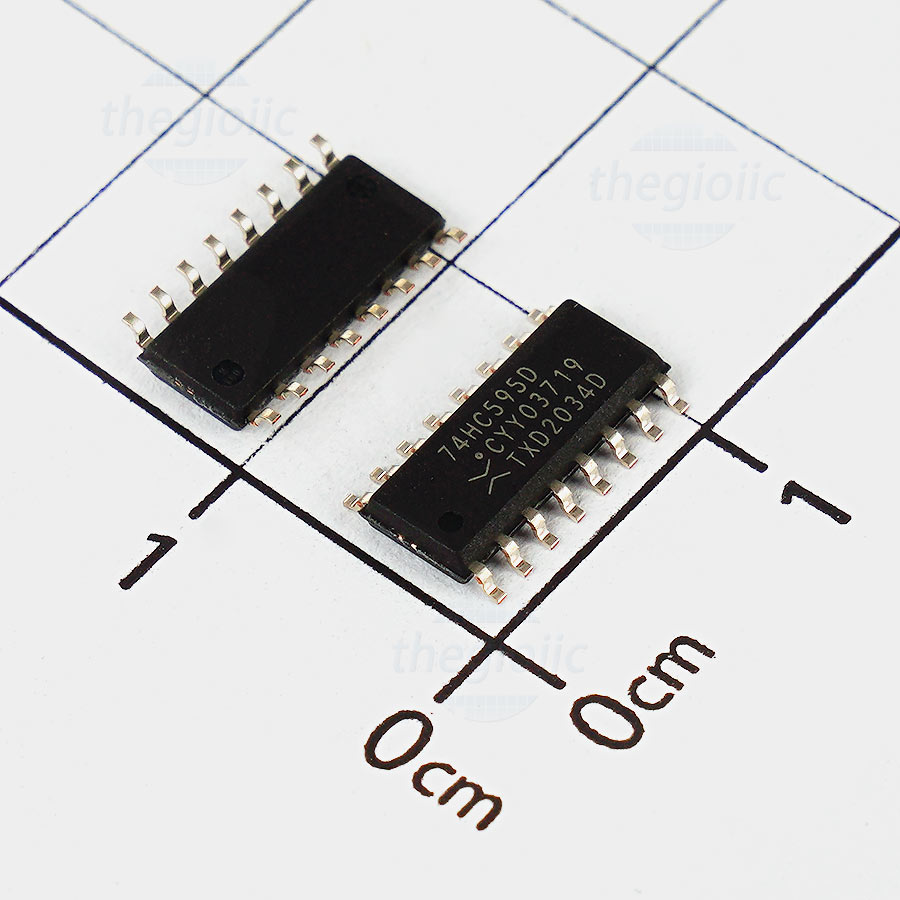 thegioiic
thegioiic
74HC595D
CYY03719
TXD2034D
1
1
thegioiic
0cm
0cm